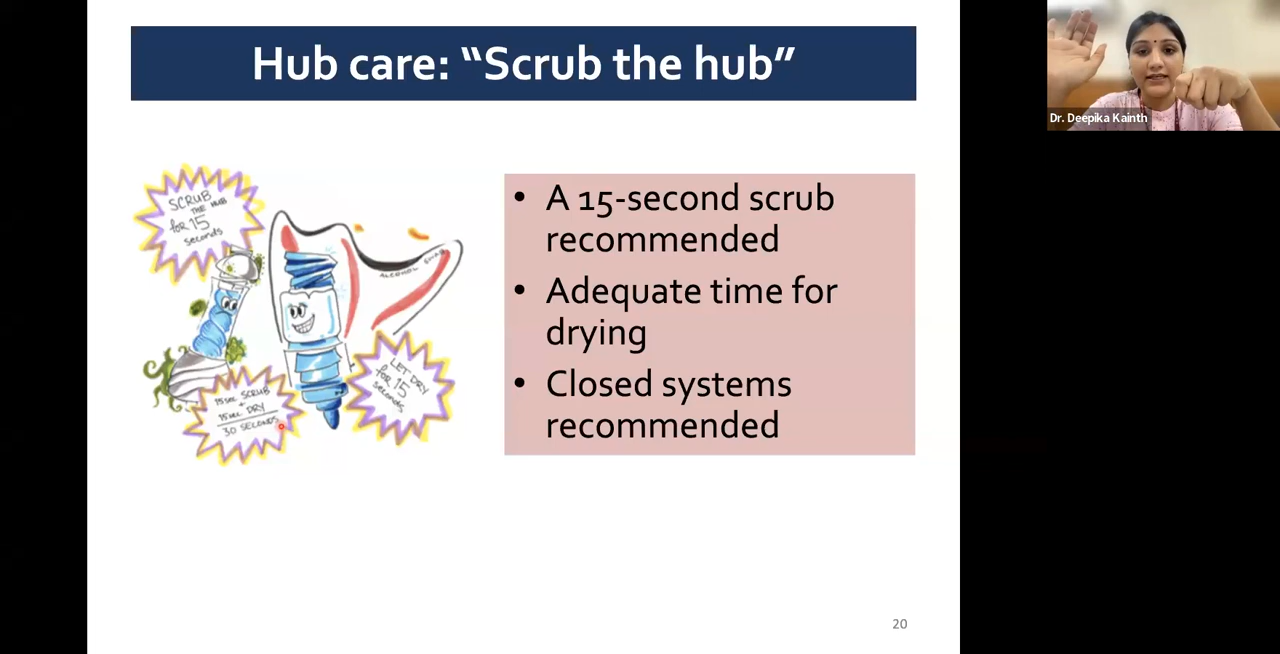 Hub care: “Scrub the hub”
Dr. Deepika Kainth
SCRUB
THE HUB
for 15
seconds
ALCOHOL SWAB
• A 15-second scrub
recommended
• Adequate time for
drying
• Closed systems
recommended
LET DRY
for 15
seconds
15 sec SCRUB
+
15 sec DRY
30 SECONDS
20